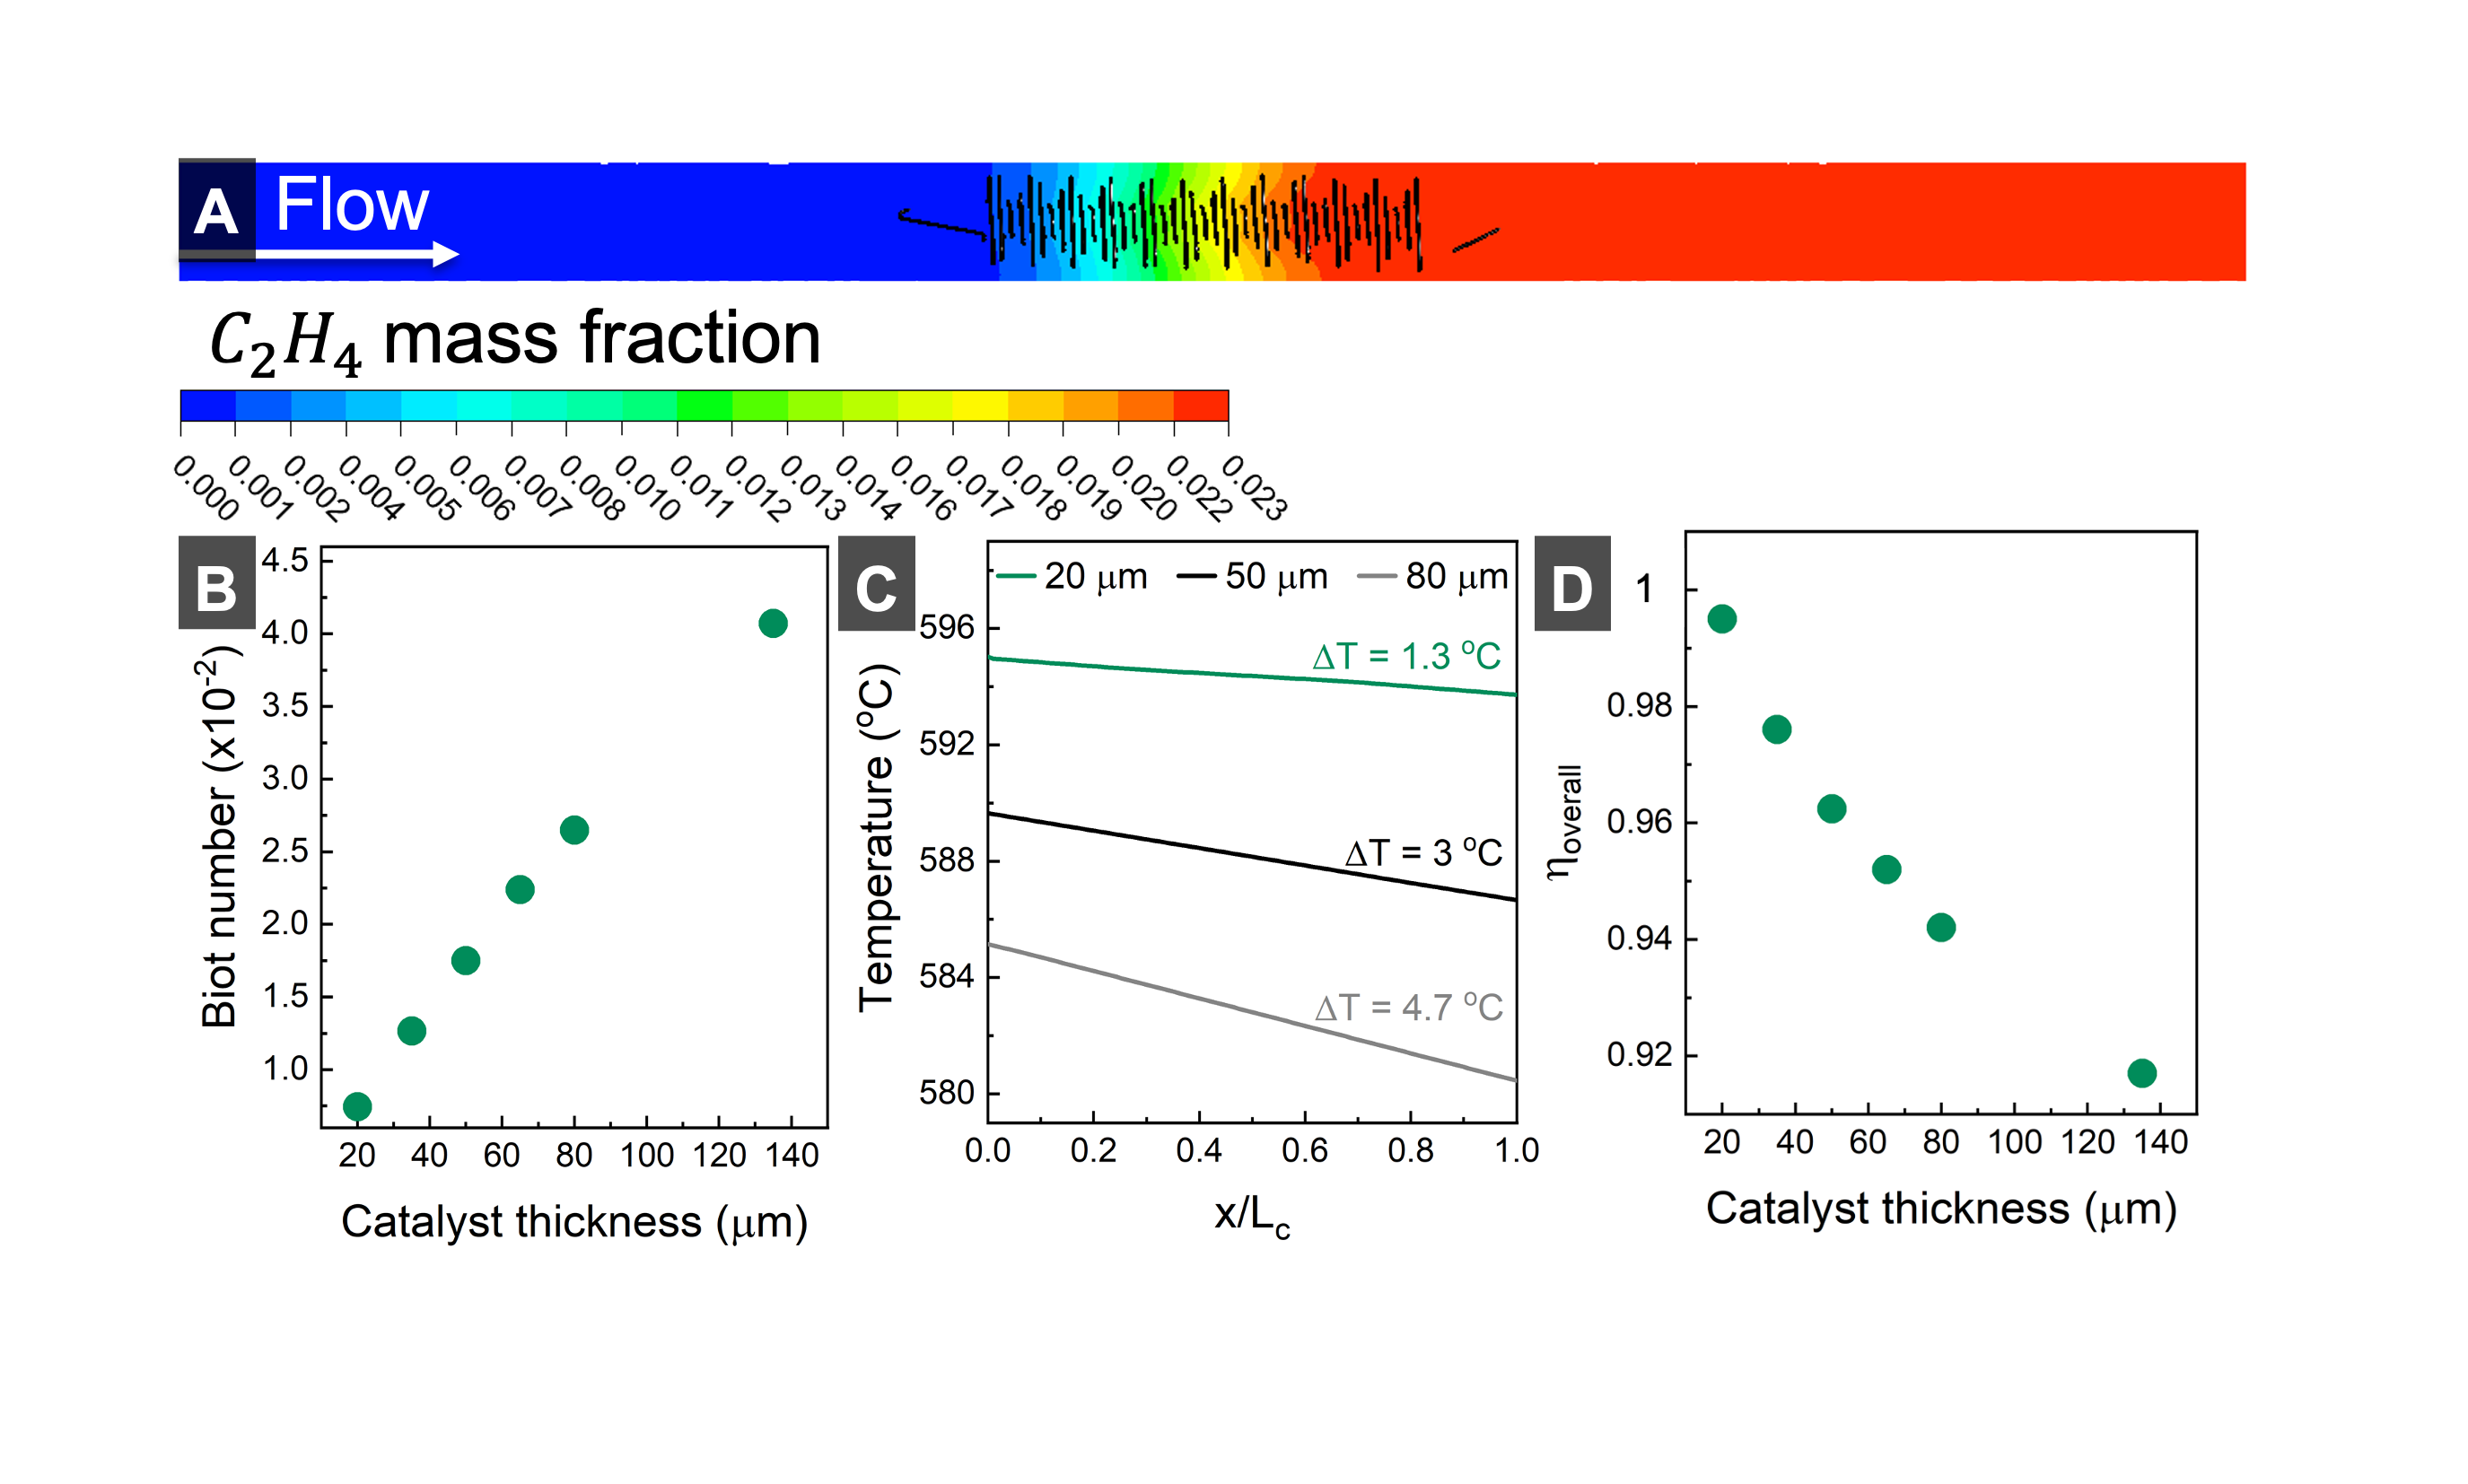 A Flow
C₂H₄ mass fraction
0.000 0.001 0.002 0.004 0.005 0.006 0.007 0.008 0.010 0.011 0.012 0.013 0.014 0.016 0.017 0.018 0.019 0.020 0.022 0.023
B
Biot number (x10⁻²)
4.5
4.0
3.5
3.0
2.5
2.0
1.5
1.0
20 40 60 80 100 120 140
Catalyst thickness (μm)
C
20 μm 50 μm 80 μm
Temperature (ºC)
596
592
588
584
580
ΔT = 1.3 ºC
ΔT = 3 ºC
ΔT = 4.7 ºC
0.0 0.2 0.4 0.6 0.8 1.0
x/L꜀
D
ηoverall
1
0.98
0.96
0.94
0.92
20 40 60 80 100 120 140
Catalyst thickness (μm)